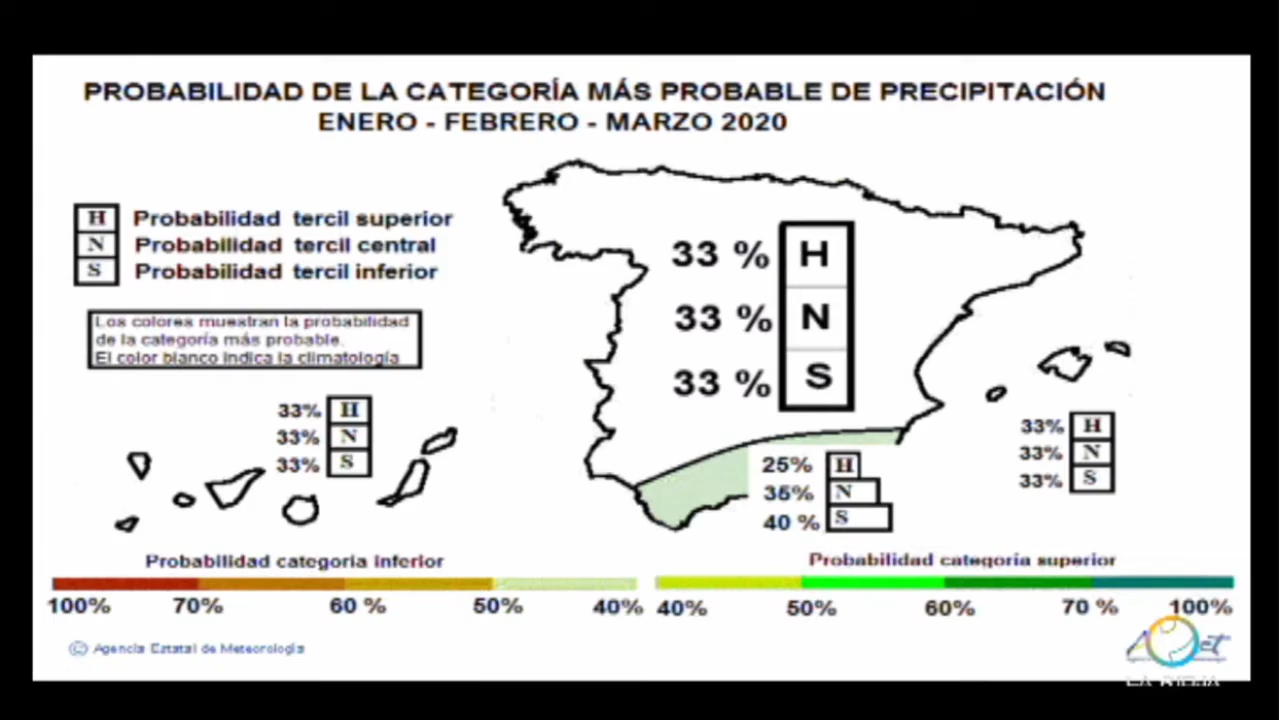 PROBABILIDAD DE LA CATEGORÍA MÁS PROBABLE DE PRECIPITACIÓN
ENERO - FEBRERO - MARZO 2020
H Probabilidad tercil superior
N Probabilidad tercil central
S Probabilidad tercil inferior
Los colores muestran la probabilidad
de la categoría más probable.
El color blanco indica la climatología
33 % H
33 % N
33 % S
33% H
33% N
33% S
33% H
33% N
33% S
25% H
35% N
40 % S
Probabilidad categoria inferior
100% 70% 60 % 50% 40%
Probabilidad categoria superior
40% 50% 60% 70 % 100%
© Agencia Estatal de Meteorología
LA RIOJA